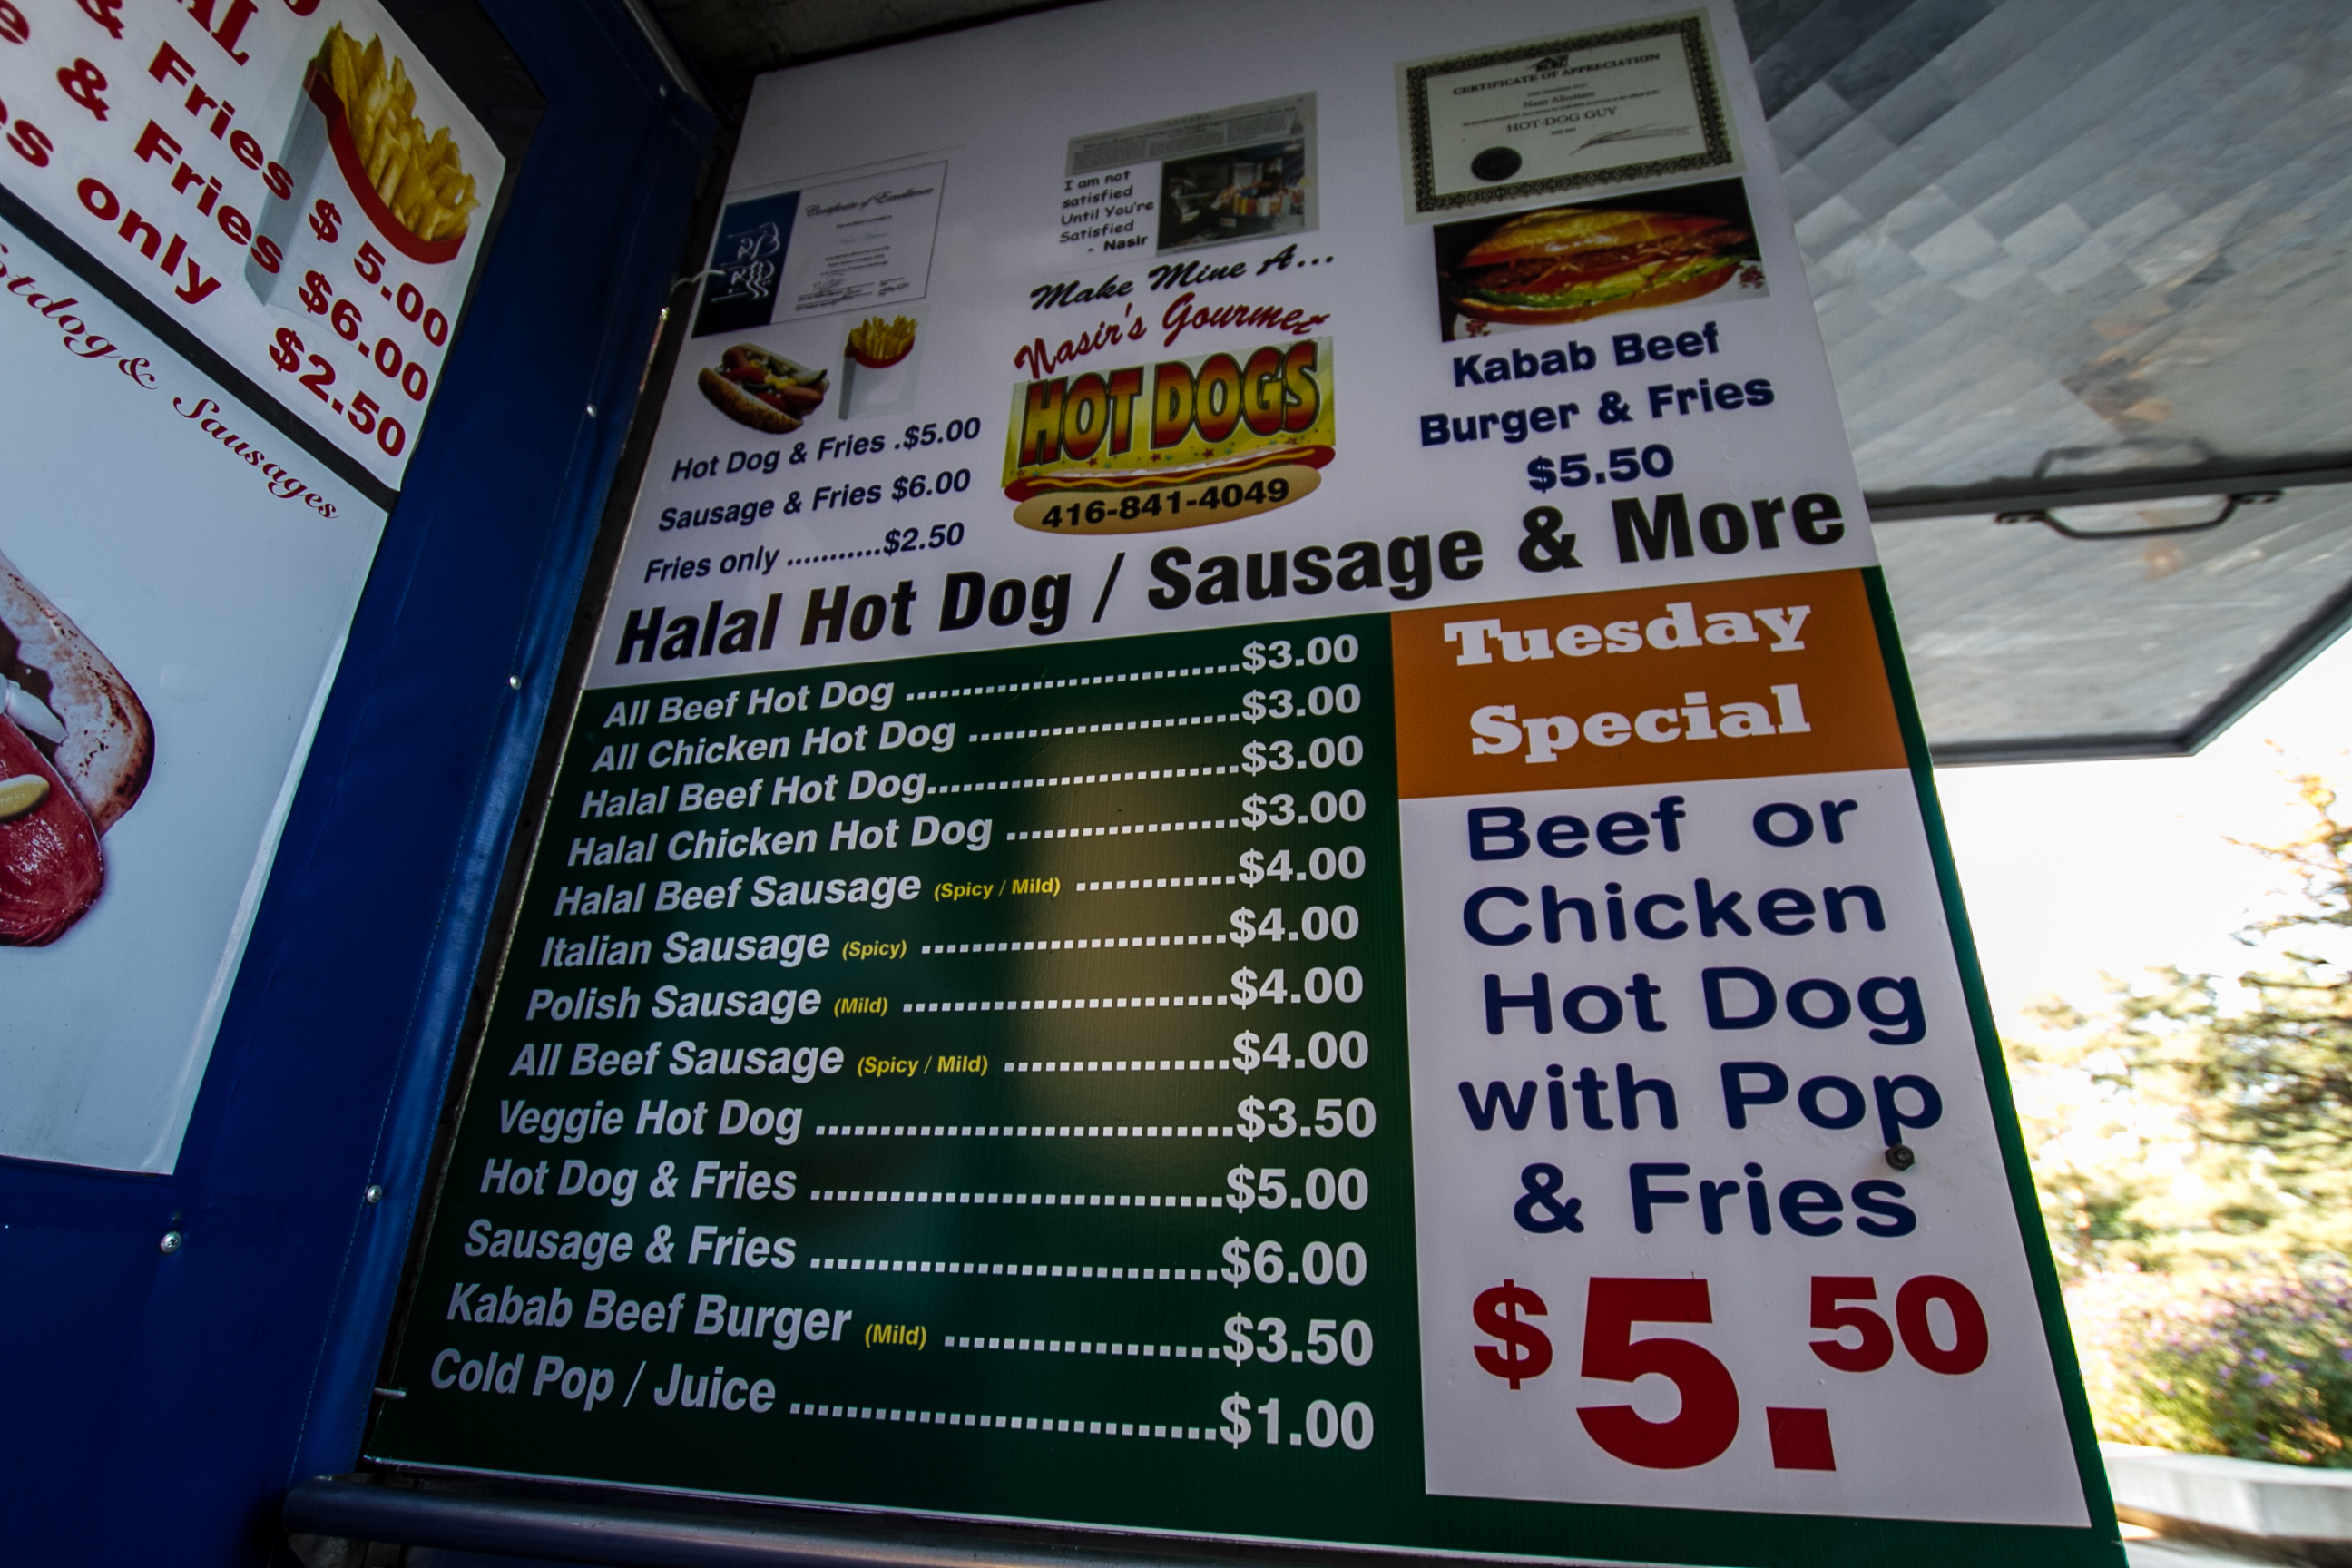 AL
& Fries $ 5.00
& Fries $6.00
only $2.50
& Sausages
CERTIFICATE OF APPRECIATION
HOT-DOG GUY
Certificate of Excellence
CANADA
I am not
satisfied
Until You're
Satisfied
- Nasir
Make Mine A...
Nasir's Gourmet
HOT DOGS
416-841-4049
Hot Dog & Fries .$5.00
Sausage & Fries $6.00
Fries only ...........$2.50
Kabab Beef
Burger & Fries
$5.50
Halal Hot Dog / Sausage & More
All Beef Hot Dog ..............................$3.00
All Chicken Hot Dog ........................$3.00
Halal Beef Hot Dog............................$3.00
Halal Chicken Hot Dog .....................$3.00
Halal Beef Sausage (Spicy / Mild) ..............$4.00
Italian Sausage (Spicy) ...........................$4.00
Polish Sausage (Mild) .............................$4.00
All Beef Sausage (Spicy / Mild) ....................$4.00
Veggie Hot Dog ....................................$3.50
Hot Dog & Fries ...................................$5.00
Sausage & Fries ..................................$6.00
Kabab Beef Burger (Mild) .......................$3.50
Cold Pop / Juice ..................................$1.00
Tuesday
Special
Beef or
Chicken
Hot Dog
with Pop
& Fries
$5.50